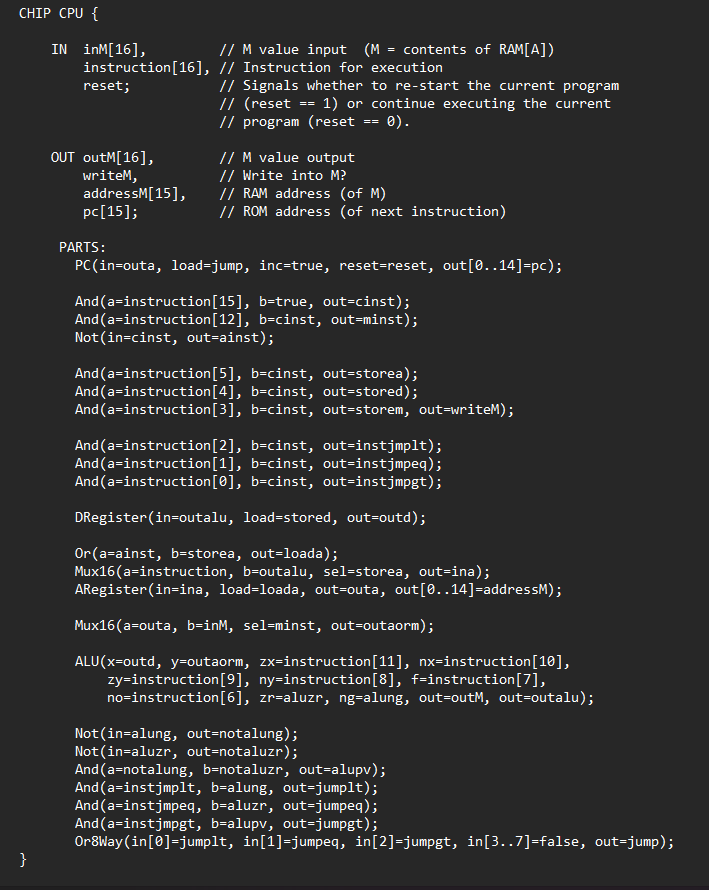 CHIP CPU {
IN  inM[16],         // M value input  (M = contents of RAM[A])
instruction[16], // Instruction for execution
reset;           // Signals whether to re-start the current program
// (reset == 1) or continue executing the current
// program (reset == 0).
OUT outM[16],        // M value output
writeM,          // Write into M?
addressM[15],    // RAM address (of M)
pc[15];          // ROM address (of next instruction)
PARTS:
PC(in=outa, load=jump, inc=true, reset=reset, out[0..14]=pc);
And(a=instruction[15], b=true, out=cinst);
And(a=instruction[12], b=cinst, out=minst);
Not(in=cinst, out=ainst);
And(a=instruction[5], b=cinst, out=storea);
And(a=instruction[4], b=cinst, out=stored);
And(a=instruction[3], b=cinst, out=storem, out=writeM);
And(a=instruction[2], b=cinst, out=instjmplt);
And(a=instruction[1], b=cinst, out=instjmpeq);
And(a=instruction[0], b=cinst, out=instjmpgt);
DRegister(in=outalu, load=stored, out=outd);
Or(a=ainst, b=storea, out=loada);
Mux16(a=instruction, b=outalu, sel=storea, out=ina);
ARegister(in=ina, load=loada, out=outa, out[0..14]=addressM);
Mux16(a=outa, b=inM, sel=minst, out=outaorm);
ALU(x=outd, y=outaorm, zx=instruction[11], nx=instruction[10],
zy=instruction[9], ny=instruction[8], f=instruction[7],
no=instruction[6], zr=aluzr, ng=alung, out=outM, out=outalu);
Not(in=alung, out=notalung);
Not(in=aluzr, out=notaluzr);
And(a=notalung, b=notaluzr, out=alupv);
And(a=instjmplt, b=alung, out=jumplt);
And(a=instjmpeq, b=aluzr, out=jumpeq);
And(a=instjmpgt, b=alupv, out=jumpgt);
Or8Way(in[0]=jumplt, in[1]=jumpeq, in[2]=jumpgt, in[3..7]=false, out=jump);
}